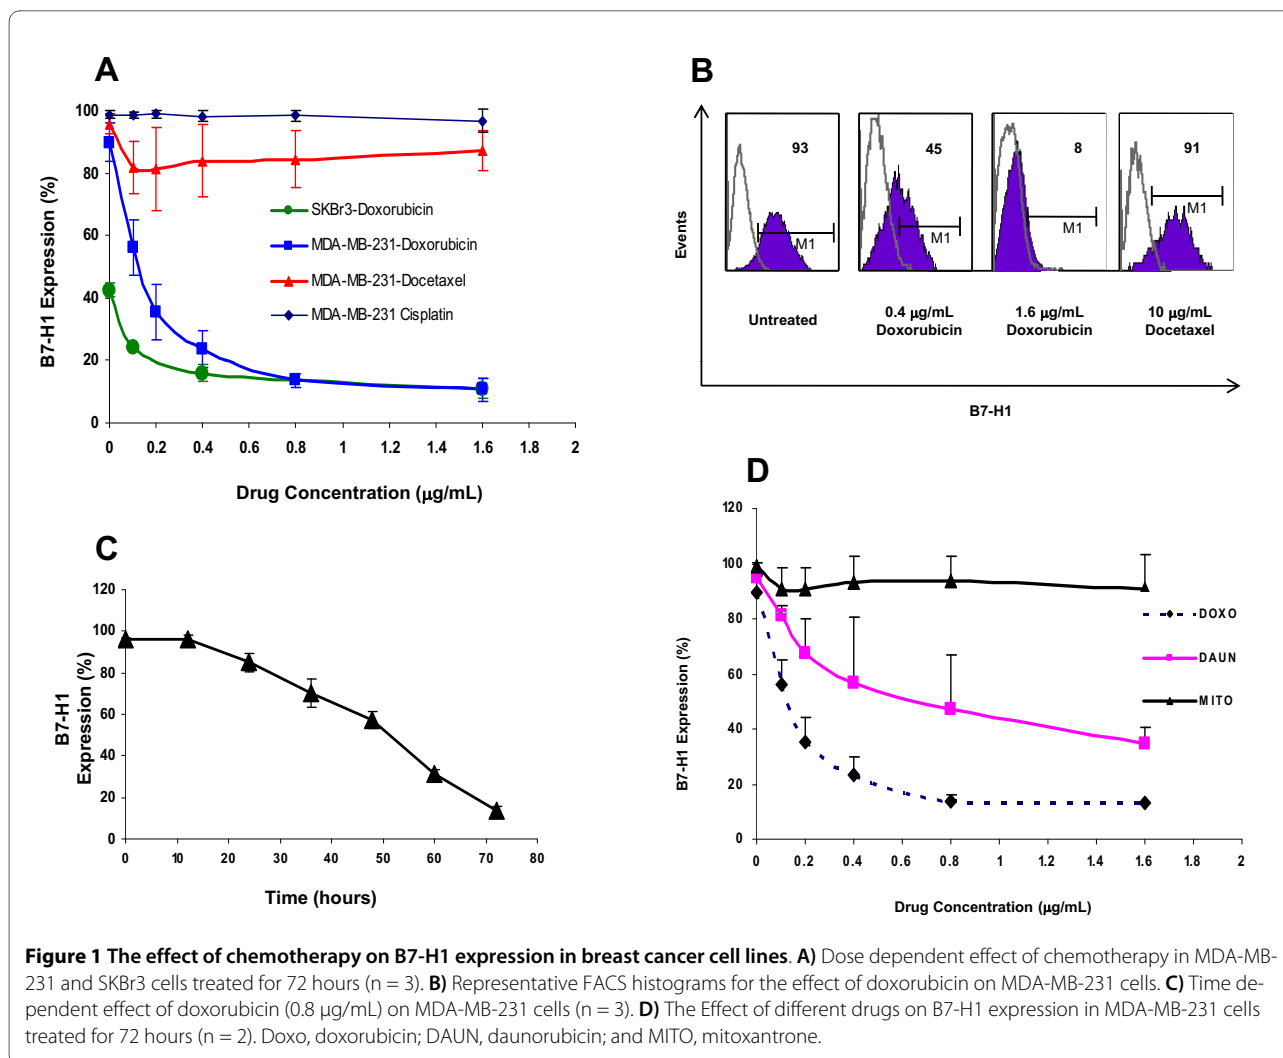 A
100
80
60
40
20
0
B7-H1 Expression (%)
SKBr3-Doxorubicin
MDA-MB-231-Doxorubicin
MDA-MB-231-Docetaxel
MDA-MB-231 Cisplatin
0 0.2 0.4 0.6 0.8 1 1.2 1.4 1.6 1.8 2
Drug Concentration (µg/mL)
B
Events
93 45 8 91
M1 M1 M1 M1
Untreated
0.4 µg/mL
Doxorubicin
1.6 µg/mL
Doxorubicin
10 µg/mL
Docetaxel
B7-H1
C
120
100
80
60
40
20
0
B7-H1
Expression (%)
0 10 20 30 40 50 60 70 80
Time (hours)
D
120
100
80
60
40
20
0
B7-H1 Expression (%)
DOXO
DAUN
MITO
0 0.2 0.4 0.6 0.8 1 1.2 1.4 1.6 1.8 2
Drug Concentration (µg/mL)
Figure 1 The effect of chemotherapy on B7-H1 expression in breast cancer cell lines. A) Dose dependent effect of chemotherapy in MDA-MB-
231 and SKBr3 cells treated for 72 hours (n = 3). B) Representative FACS histograms for the effect of doxorubicin on MDA-MB-231 cells. C) Time de-
pendent effect of doxorubicin (0.8 µg/mL) on MDA-MB-231 cells (n = 3). D) The Effect of different drugs on B7-H1 expression in MDA-MB-231 cells
treated for 72 hours (n = 2). Doxo, doxorubicin; DAUN, daunorubicin; and MITO, mitoxantrone.